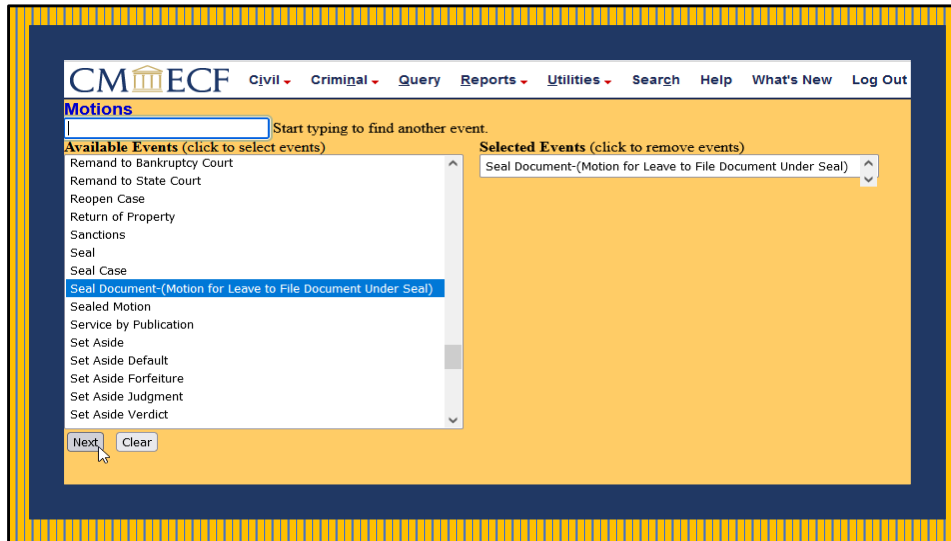 CM ECF Civil Criminal Query Reports Utilities Search Help What's New Log Out
Motions
Start typing to find another event.
Available Events (click to select events) Selected Events (click to remove events)
Remand to Bankruptcy Court Seal Document-(Motion for Leave to File Document Under Seal)
Remand to State Court
Reopen Case
Return of Property
Sanctions
Seal
Seal Case
Seal Document-(Motion for Leave to File Document Under Seal)
Sealed Motion
Service by Publication
Set Aside
Set Aside Default
Set Aside Forfeiture
Set Aside Judgment
Set Aside Verdict
Next Clear